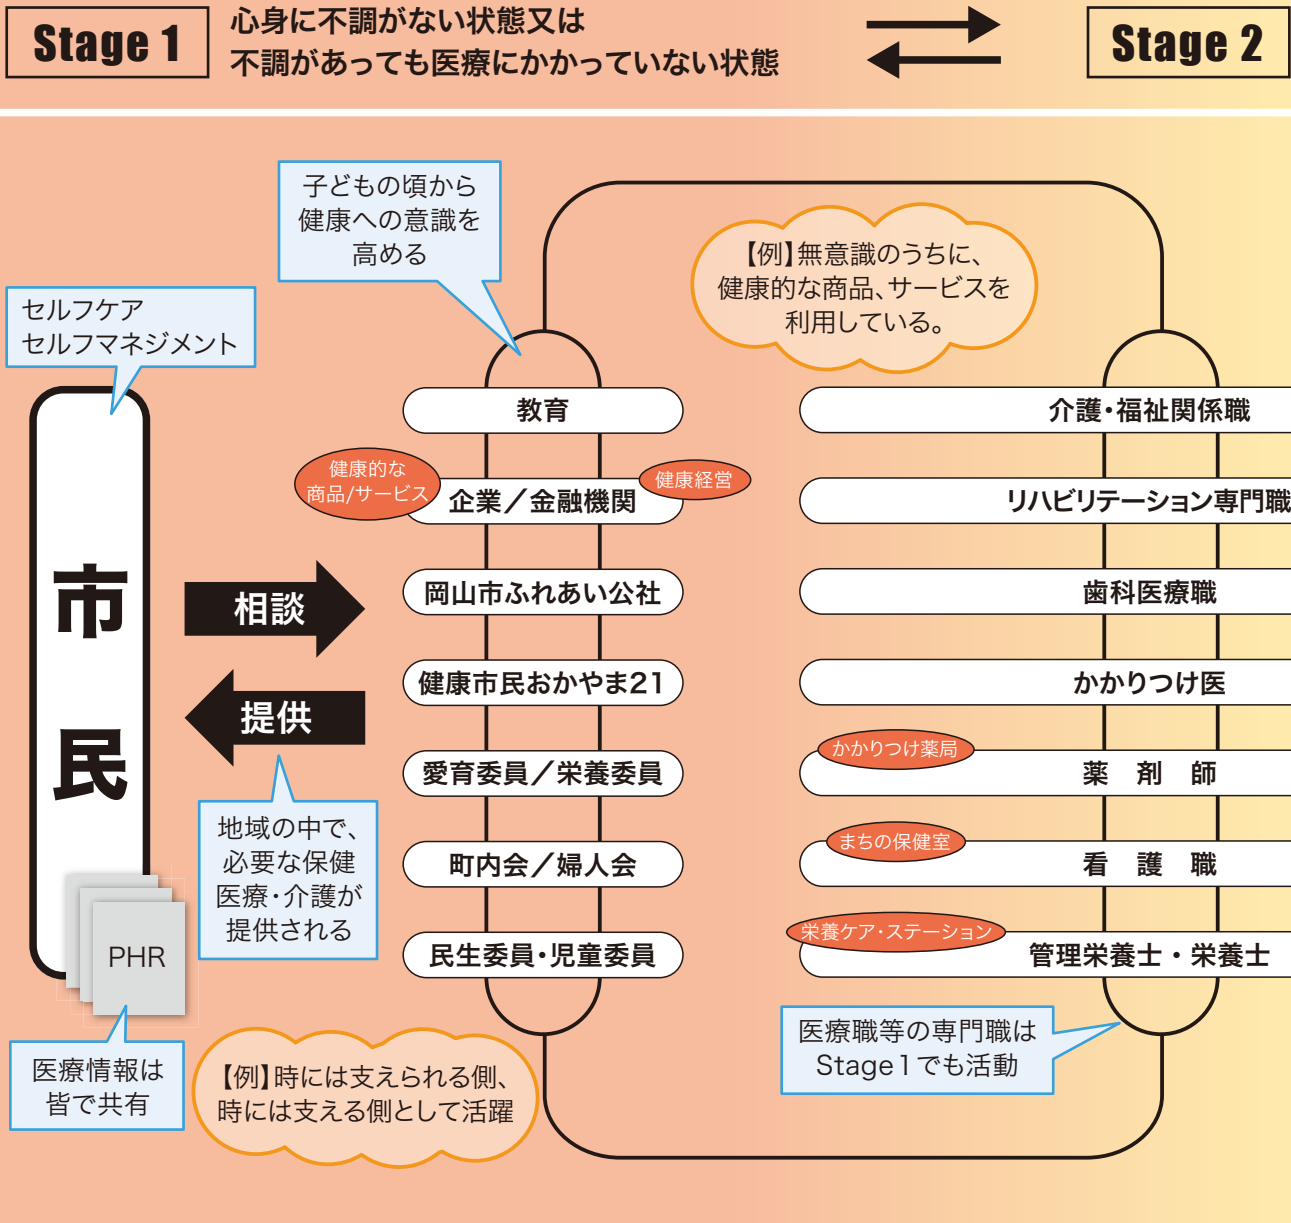 Stage 1
心身に不調がない状態又は
不調があっても医療にかかっていない状態
Stage 2
子どもの頃から
健康への意識を
高める
【例】無意識のうちに、
健康的な商品、サービスを
利用している。
セルフケア
セルフマネジメント
市民
PHR
医療情報は
皆で共有
相談
提供
地域の中で、
必要な保健
医療・介護が
提供される
教育
健康的な
商品/サービス
健康経営
企業／金融機関
岡山市ふれあい公社
健康市民おかやま21
愛育委員／栄養委員
町内会／婦人会
民生委員・児童委員
【例】時には支えられる側、
時には支える側として活躍
介護・福祉関係職
リハビリテーション専門職
歯科医療職
かかりつけ医
かかりつけ薬局
薬 剤 師
まちの保健室
看 護 職
栄養ケア・ステーション
管理栄養士・栄養士
医療職等の専門職は
Stage1でも活動